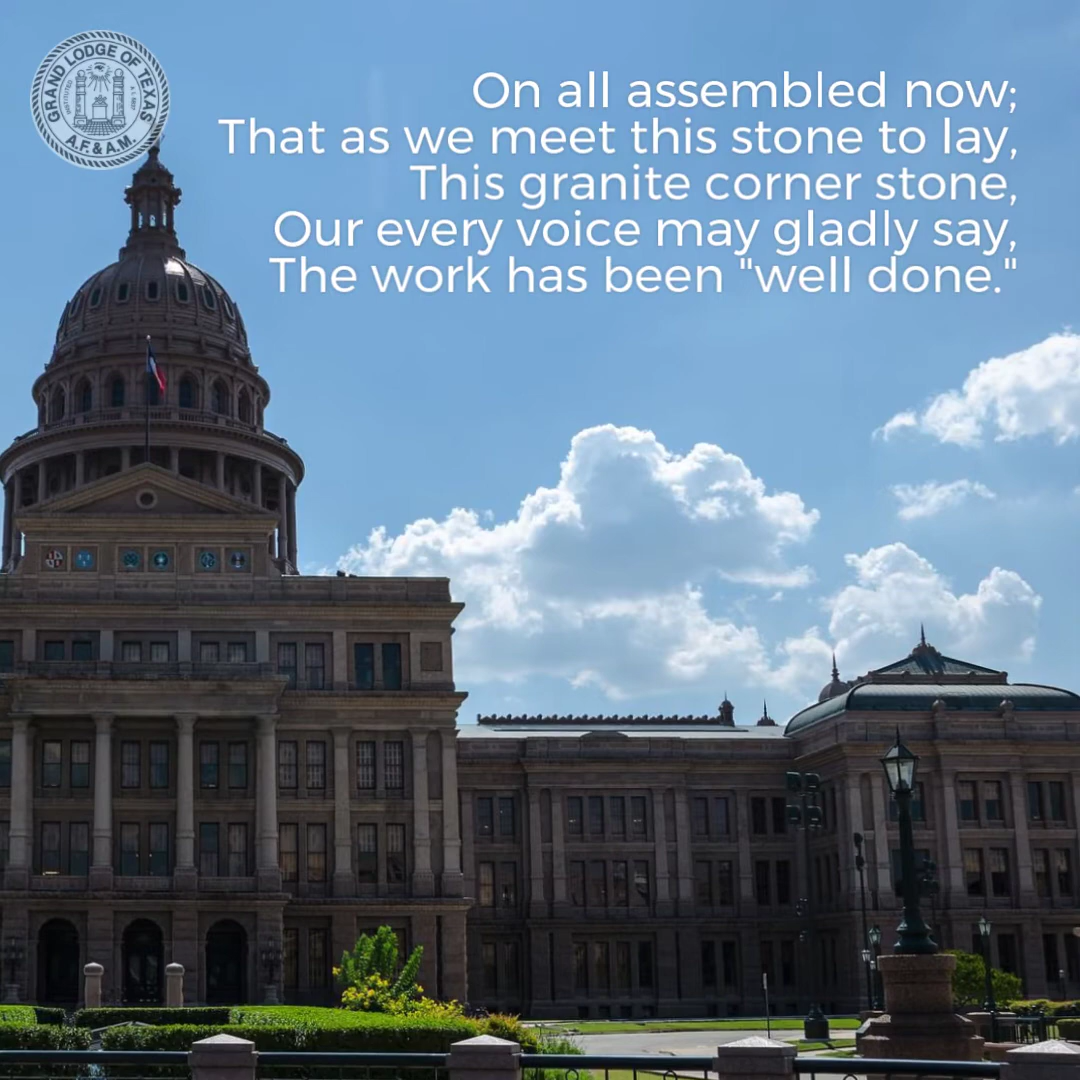 GRAND LODGE OF TEXAS
A.F. & A.M.
On all assembled now;
That as we meet this stone to lay,
This granite corner stone,
Our every voice may gladly say,
The work has been "well done."